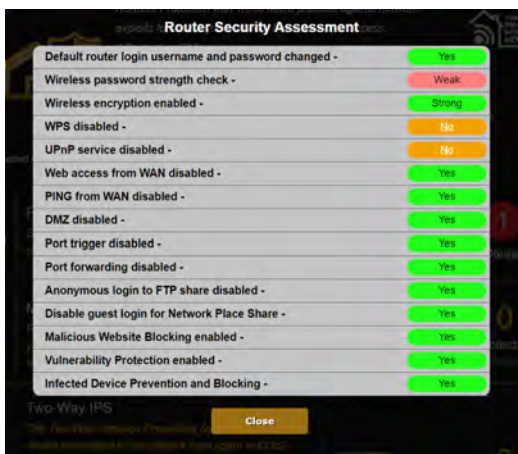 Router Security Assessment
Default router login username and password changed - Yes
Wireless password strength check - Weak
Wireless encryption enabled - Strong
WPS disabled - No
UPnP service disabled - No
Web access from WAN disabled - Yes
PING from WAN disabled - Yes
DMZ disabled - Yes
Port trigger disabled - Yes
Port forwarding disabled - Yes
Anonymous login to FTP share disabled - Yes
Disable guest login for Network Place Share - Yes
Malicious Website Blocking enabled - Yes
Vulnerability Protection enabled - Yes
Infected Device Prevention and Blocking - Yes
Two-Way IPS
Close